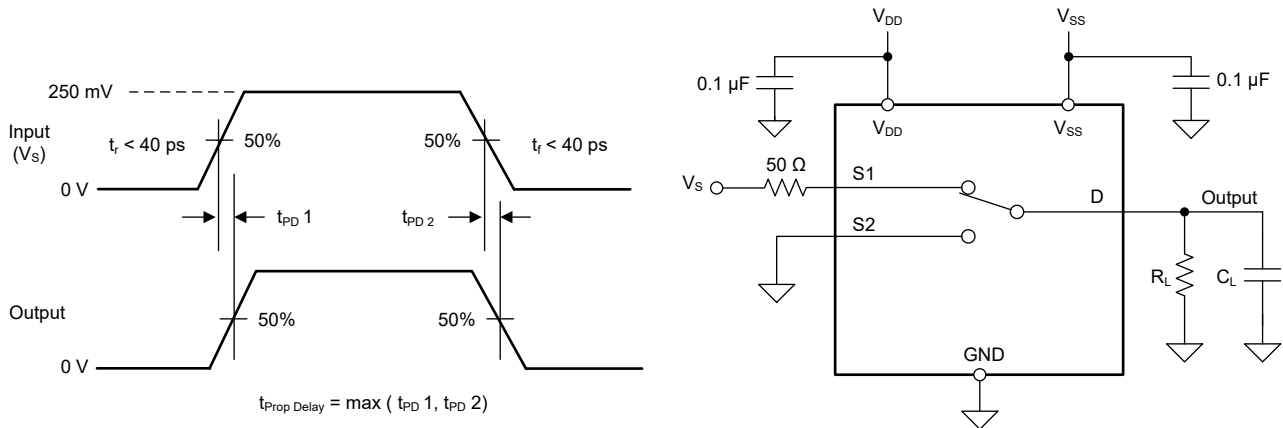 250 mV
Input
(VS)
tr < 40 ps
50%
50%
tf < 40 ps
0 V
tPD 1
tPD 2
Output
50%
50%
0 V
tProp Delay = max ( tPD 1, tPD 2)
VDD
VSS
0.1 µF
0.1 µF
VDD
VSS
50 Ω
VS
S1
D
Output
S2
RL
CL
GND